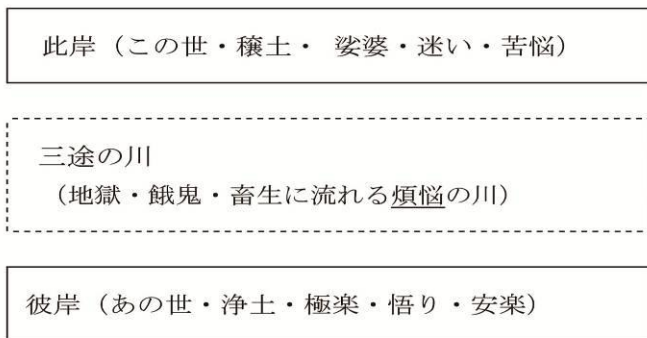 此岸（この世・穣土・ 娑婆・迷い・苦悩）
三途の川
（地獄・餓鬼・畜生に流れる煩悩の川）
彼岸（あの世・浄土・極楽・悟り・安楽）